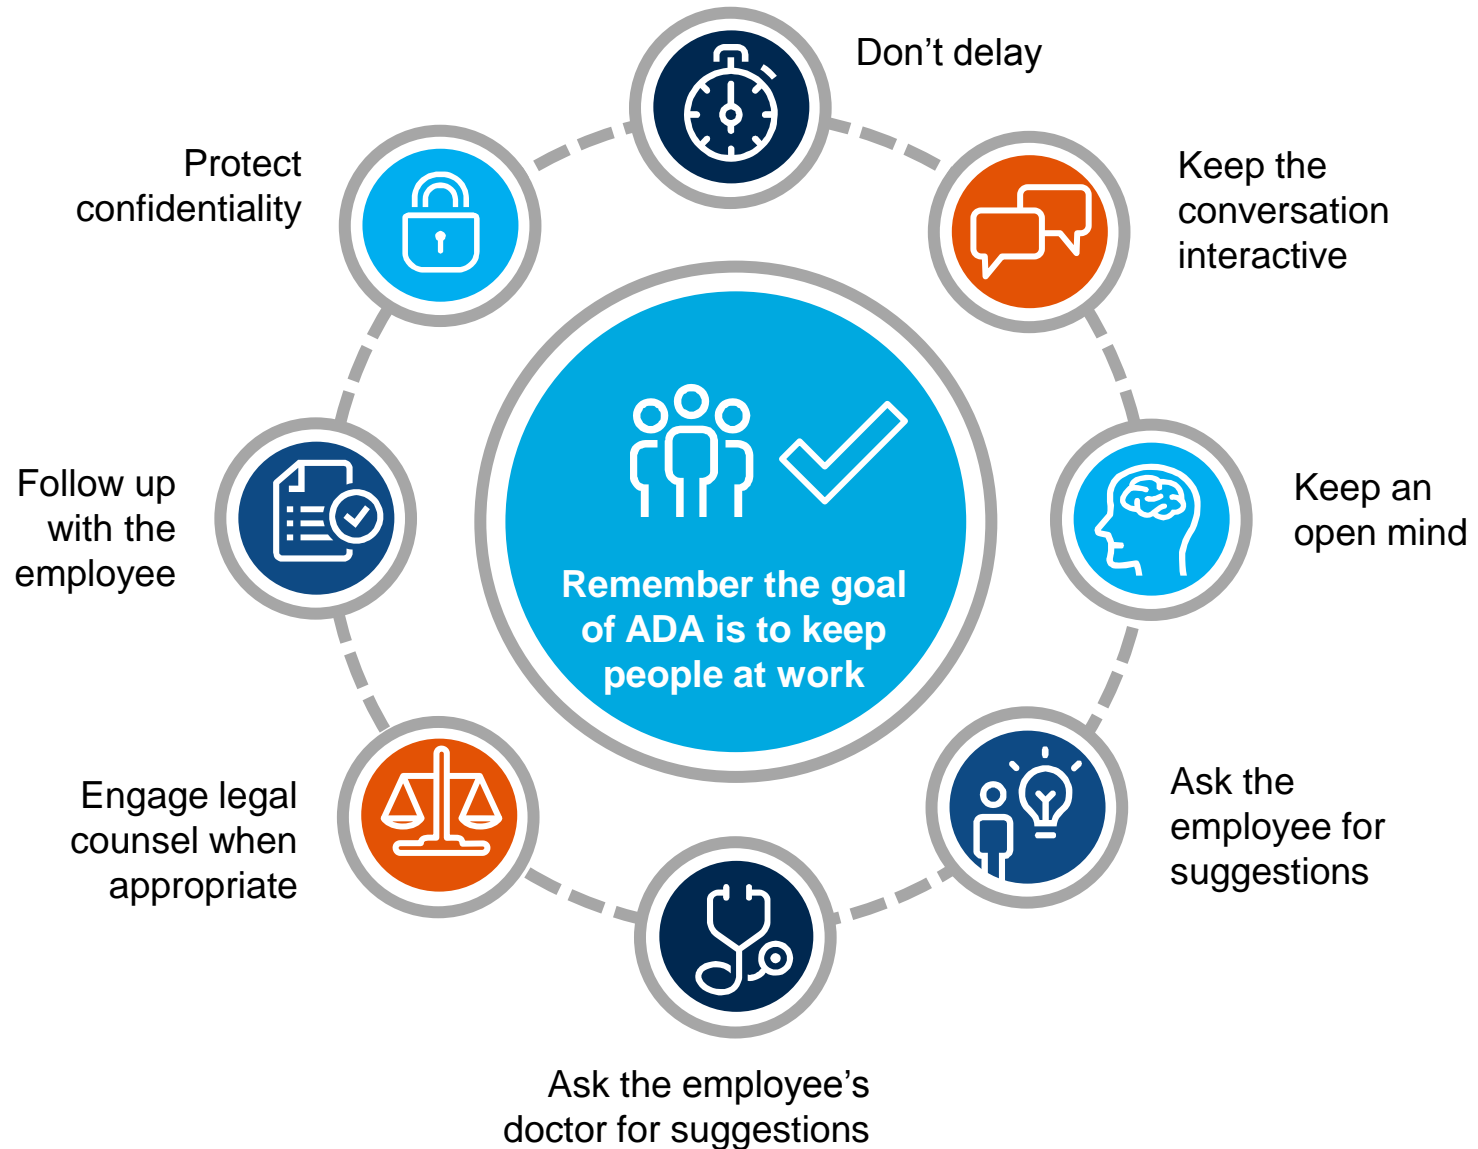 Don’t delay
Keep the
conversation
interactive
Keep an
open mind
Ask the
employee for
suggestions
Ask the employee’s
doctor for suggestions
Engage legal
counsel when
appropriate
Follow up
with the
employee
Protect
confidentiality
Remember the goal
of ADA is to keep
people at work